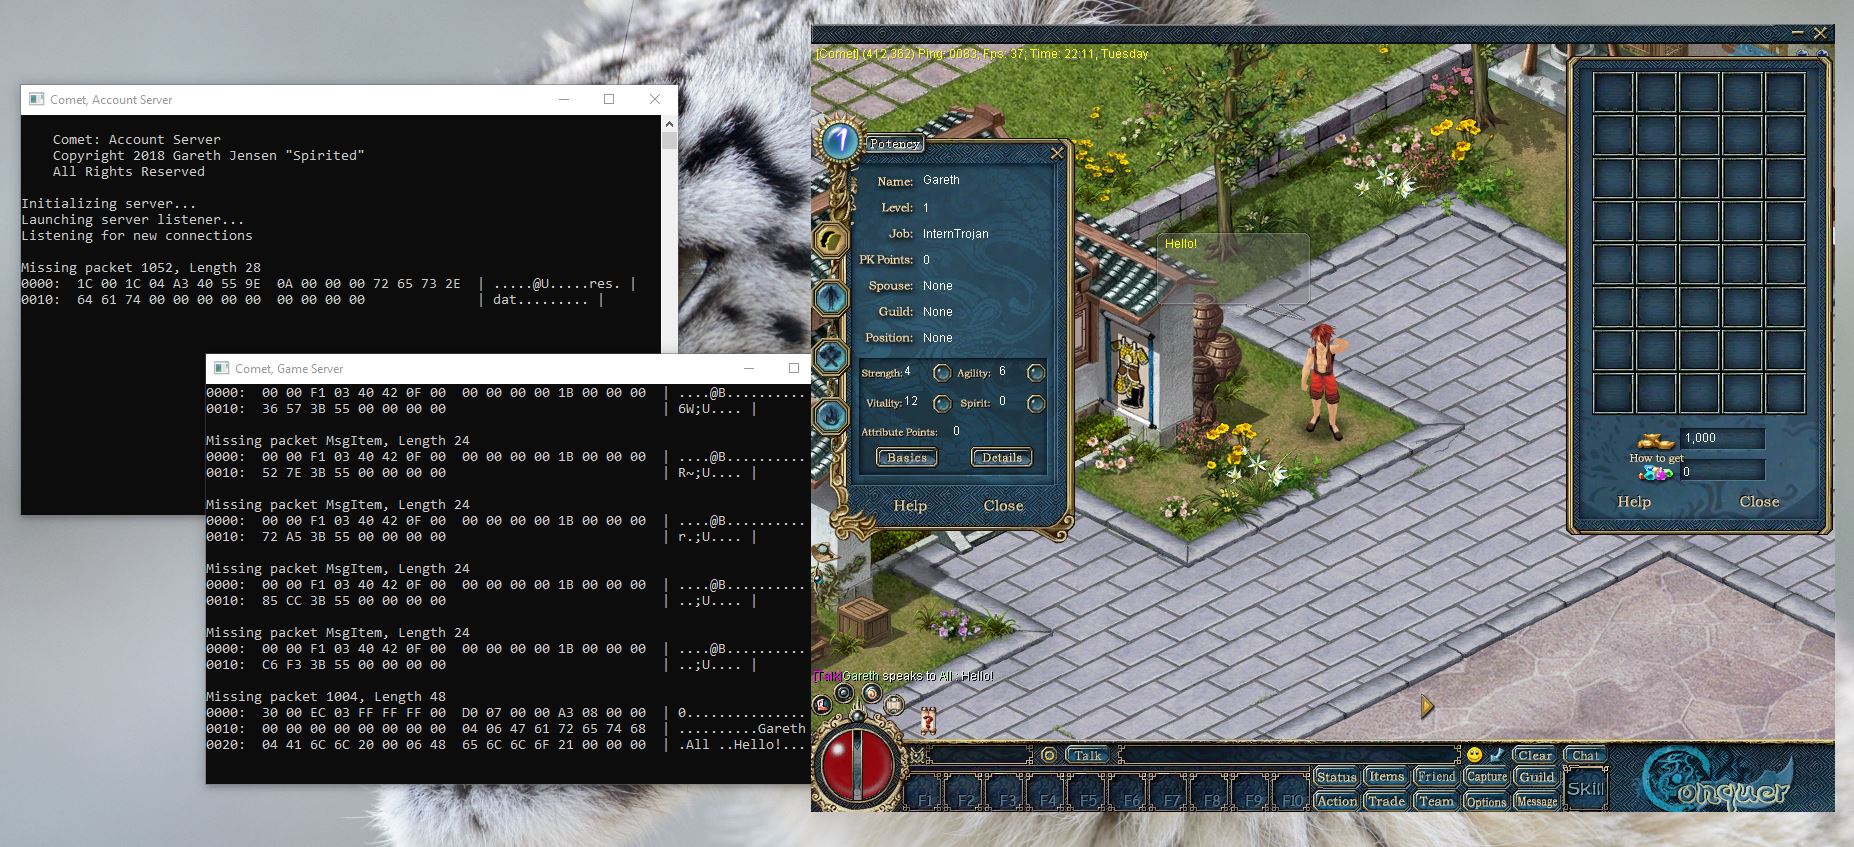 Comet, Account Server
Comet: Account Server
Copyright 2018 Gareth Jensen "Spirited"
All Rights Reserved
Initializing server...
Launching server listener...
Listening for new connections
Missing packet 1052, Length 28
0000:  1C 00 1C 04 A3 40 55 9E  0A 00 00 00 72 65 73 2E  | .....@U.....res. |
0010:  64 61 74 00 00 00 00 00  00 00 00 00              | dat......... |
Comet, Game Server
0000:  00 00 F1 03 40 42 0F 00  00 00 00 00 1B 00 00 00  | ....@B..........
0010:  36 57 3B 55 00 00 00 00                           | 6W;U.... |
Missing packet MsgItem, Length 24
0000:  00 00 F1 03 40 42 0F 00  00 00 00 00 1B 00 00 00  | ....@B..........
0010:  52 7E 3B 55 00 00 00 00                           | R~;U.... |
Missing packet MsgItem, Length 24
0000:  00 00 F1 03 40 42 0F 00  00 00 00 00 1B 00 00 00  | ....@B..........
0010:  72 A5 3B 55 00 00 00 00                           | r.;U.... |
Missing packet MsgItem, Length 24
0000:  00 00 F1 03 40 42 0F 00  00 00 00 00 1B 00 00 00  | ....@B..........
0010:  85 CC 3B 55 00 00 00 00                           | ..;U.... |
Missing packet MsgItem, Length 24
0000:  00 00 F1 03 40 42 0F 00  00 00 00 00 1B 00 00 00  | ....@B..........
0010:  C6 F3 3B 55 00 00 00 00                           | ..;U.... |
Missing packet 1004, Length 48
0000:  30 00 EC 03 FF FF FF 00  D0 07 00 00 A3 08 00 00  | 0...............
0010:  00 00 00 00 00 00 00 00  04 06 47 61 72 65 74 68  | ..........Gareth
0020:  04 41 6C 6C 20 00 06 48  65 6C 6C 6F 21 00 00 00  | .All ..Hello!...
[Comet] (412,382) Ping: 0083; Fps: 37; Time: 22:11, Tuesday
1
Potency
Name: Gareth
Level: 1
Job: InternTrojan
PK Points: 0
Spouse: None
Guild: None
Position: None
Strength: 4 Agility: 6
Vitality: 12 Spirit: 0
Attribute Points: 0
Basics Details
Help Close
Hello!
1,000
How to get
0
Help Close
[Talk]Gareth speaks to All : Hello!
Talk Clear Chat
Status Items Friend Capture Guild
F1 F2 F3 F4 F5 F6 F7 F8 F9 F10
Action Trade Team Options Message
Skill
Conquer